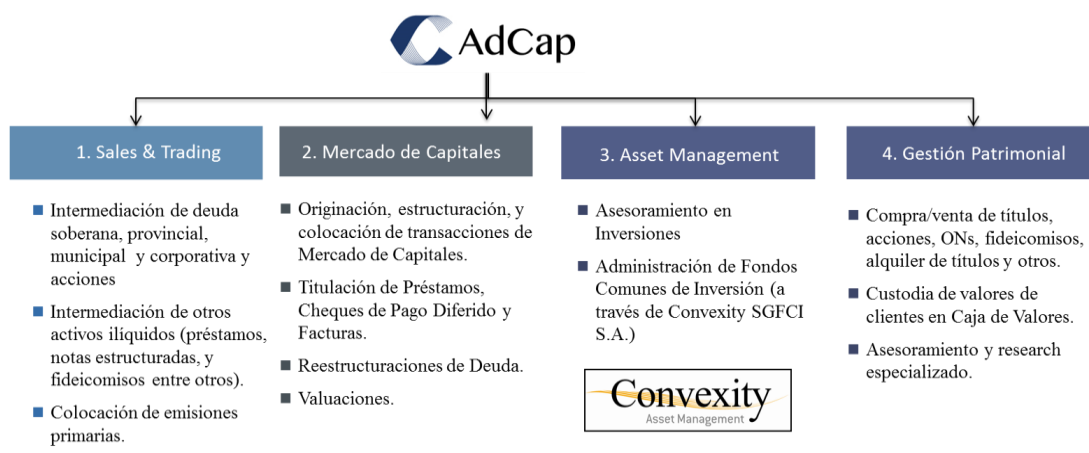 AdCap
1. Sales & Trading
Intermediación de deuda
soberana, provincial,
municipal y corporativa y
acciones
Intermediación de otros
activos ilíquidos (préstamos,
notas estructuradas, y
fideicomisos entre otros).
Colocación de emisiones
primarias.
2. Mercado de Capitales
Originación, estructuración, y
colocación de transacciones de
Mercado de Capitales.
Titulación de Préstamos,
Cheques de Pago Diferido y
Facturas.
Reestructuraciones de Deuda.
Valuaciones.
3. Asset Management
Asesoramiento en
Inversiones
Administración de Fondos
Comunes de Inversión (a
través de Convexity SGFCI
S.A.)
Convexity
Asset Management
4. Gestión Patrimonial
Compra/venta de títulos,
acciones, ONs, fideicomisos,
alquiler de títulos y otros.
Custodia de valores de
clientes en Caja de Valores.
Asesoramiento y research
especializado.